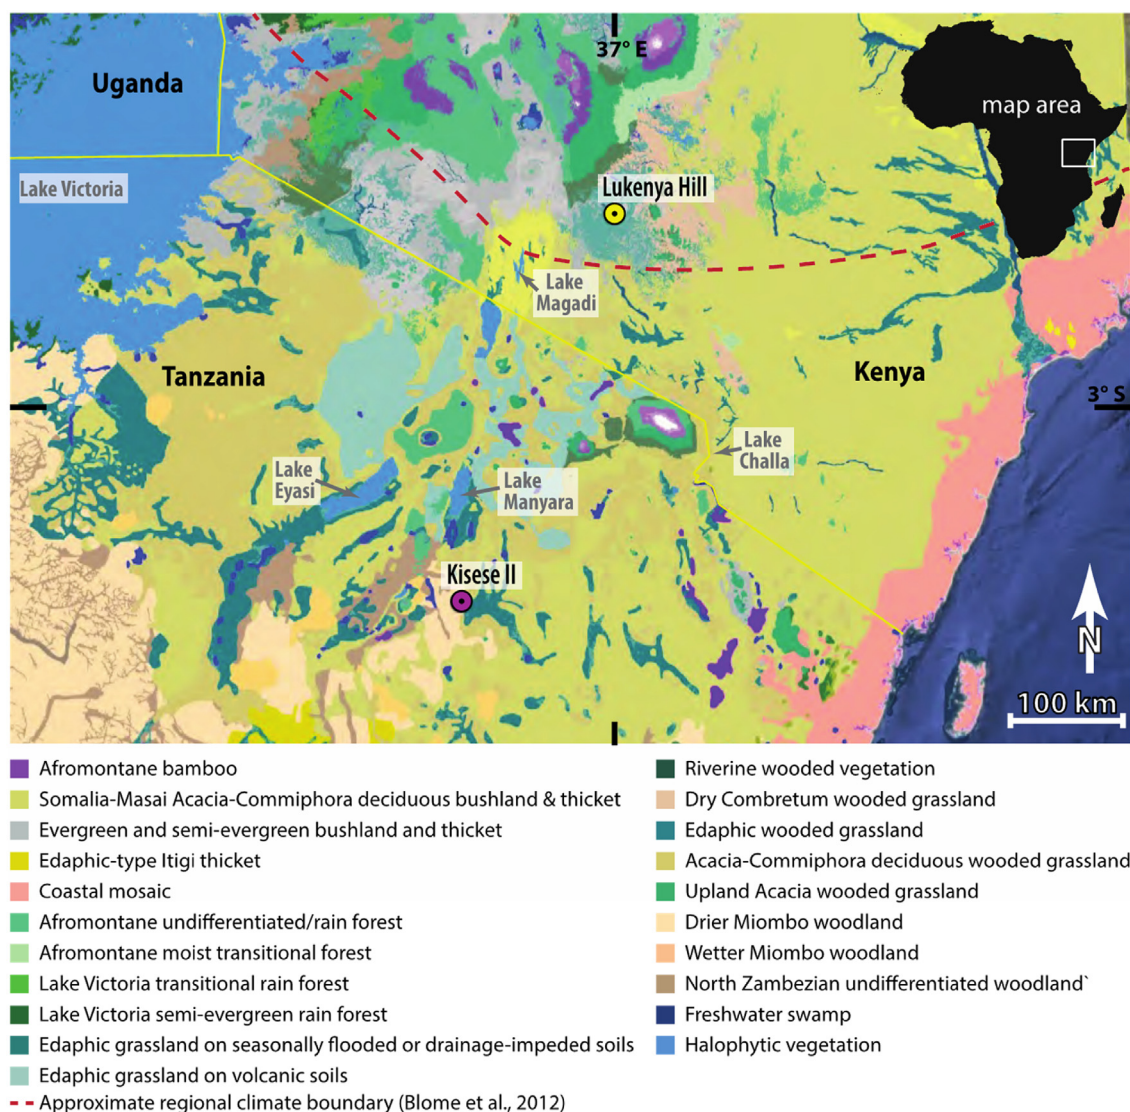 37° E
Uganda
map area
Lake Victoria
Lukenya Hill
Lake
Magadi
Tanzania
Kenya
3° S
Lake
Challa
Lake
Eyasi
Lake
Manyara
Kisese II
N
100 km
Afromontane bamboo
Somalia-Masai Acacia-Commiphora deciduous bushland & thicket
Evergreen and semi-evergreen bushland and thicket
Edaphic-type Itigi thicket
Coastal mosaic
Afromontane undifferentiated/rain forest
Afromontane moist transitional forest
Lake Victoria transitional rain forest
Lake Victoria semi-evergreen rain forest
Edaphic grassland on seasonally flooded or drainage-impeded soils
Edaphic grassland on volcanic soils
Approximate regional climate boundary (Blome et al., 2012)
Riverine wooded vegetation
Dry Combretum wooded grassland
Edaphic wooded grassland
Acacia-Commiphora deciduous wooded grassland
Upland Acacia wooded grassland
Drier Miombo woodland
Wetter Miombo woodland
North Zambezian undifferentiated woodland`
Freshwater swamp
Halophytic vegetation